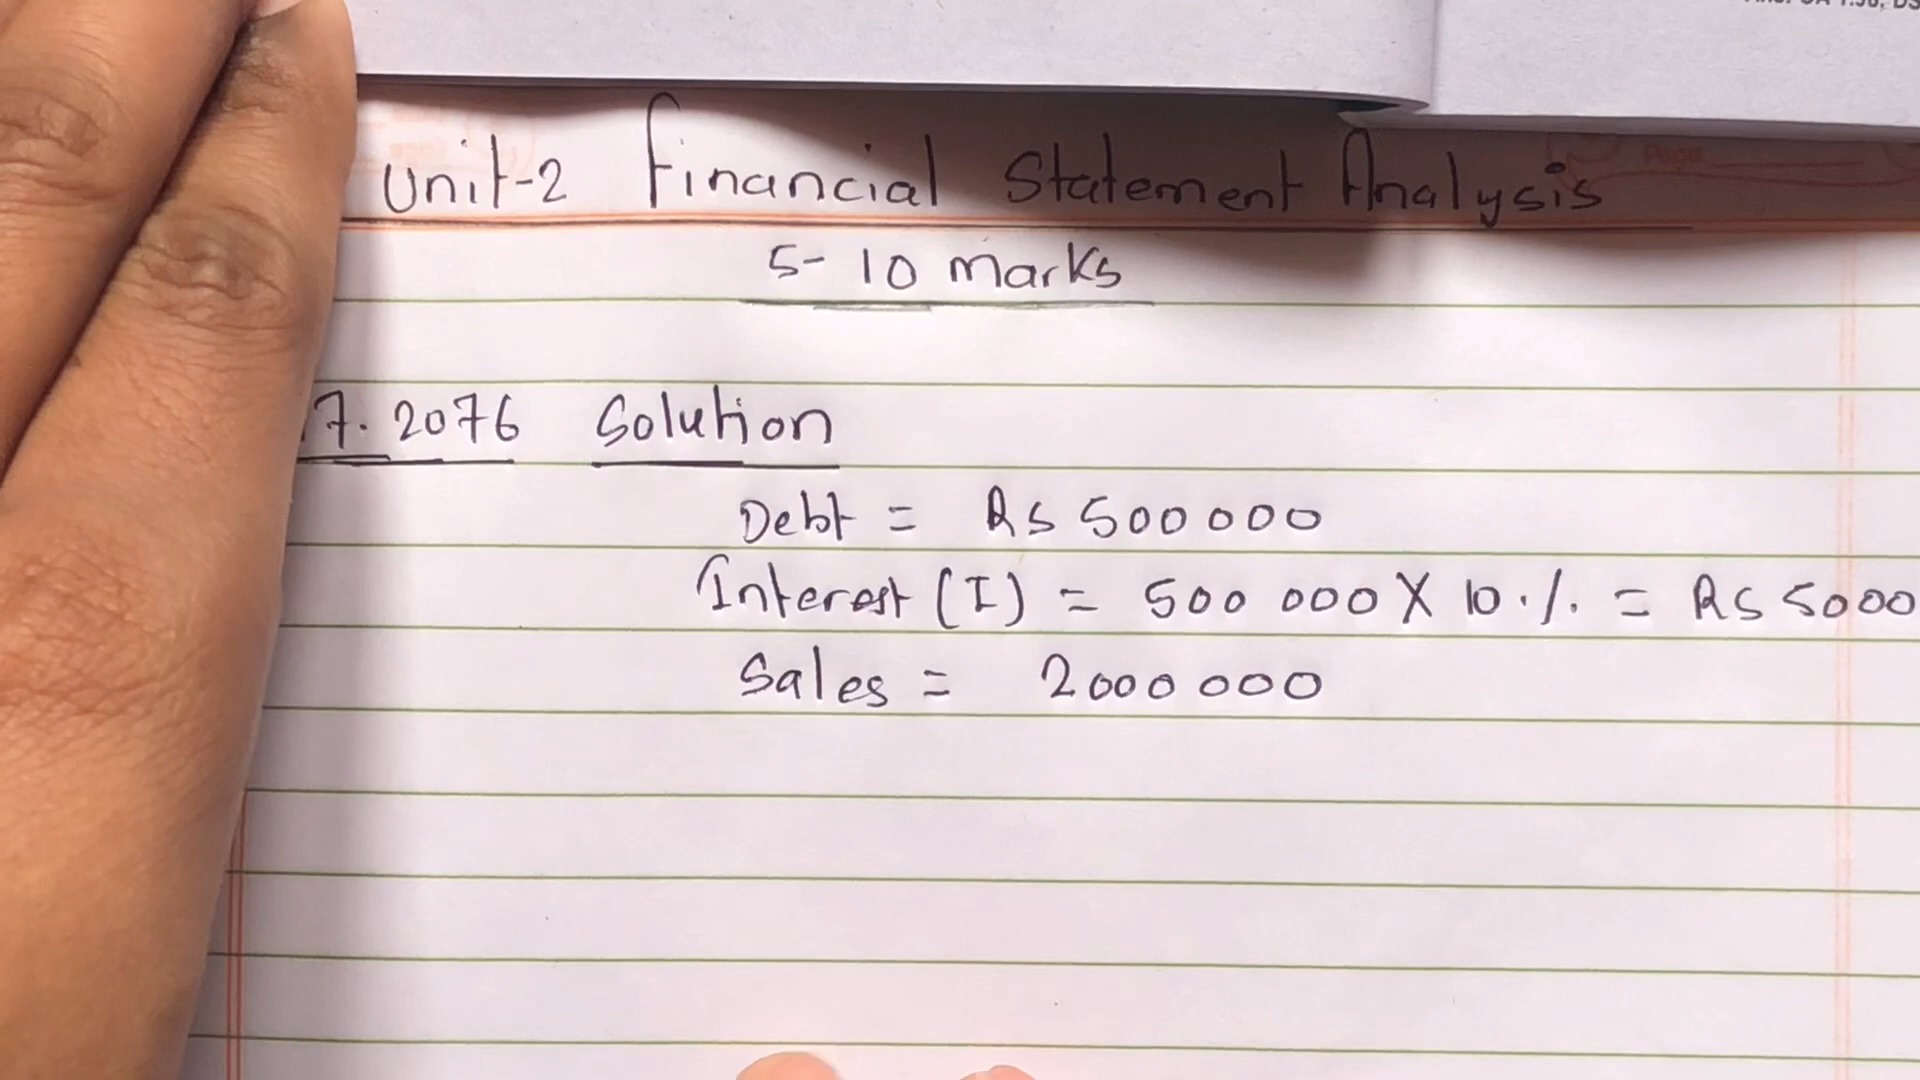 Unit-2 Financial Statement Analysis
5-10 marks
17. 2076 Solution
Debt = Rs 500000
Interest (I) = 500 000 X 10 % = Rs 5000
Sales = 2000 000